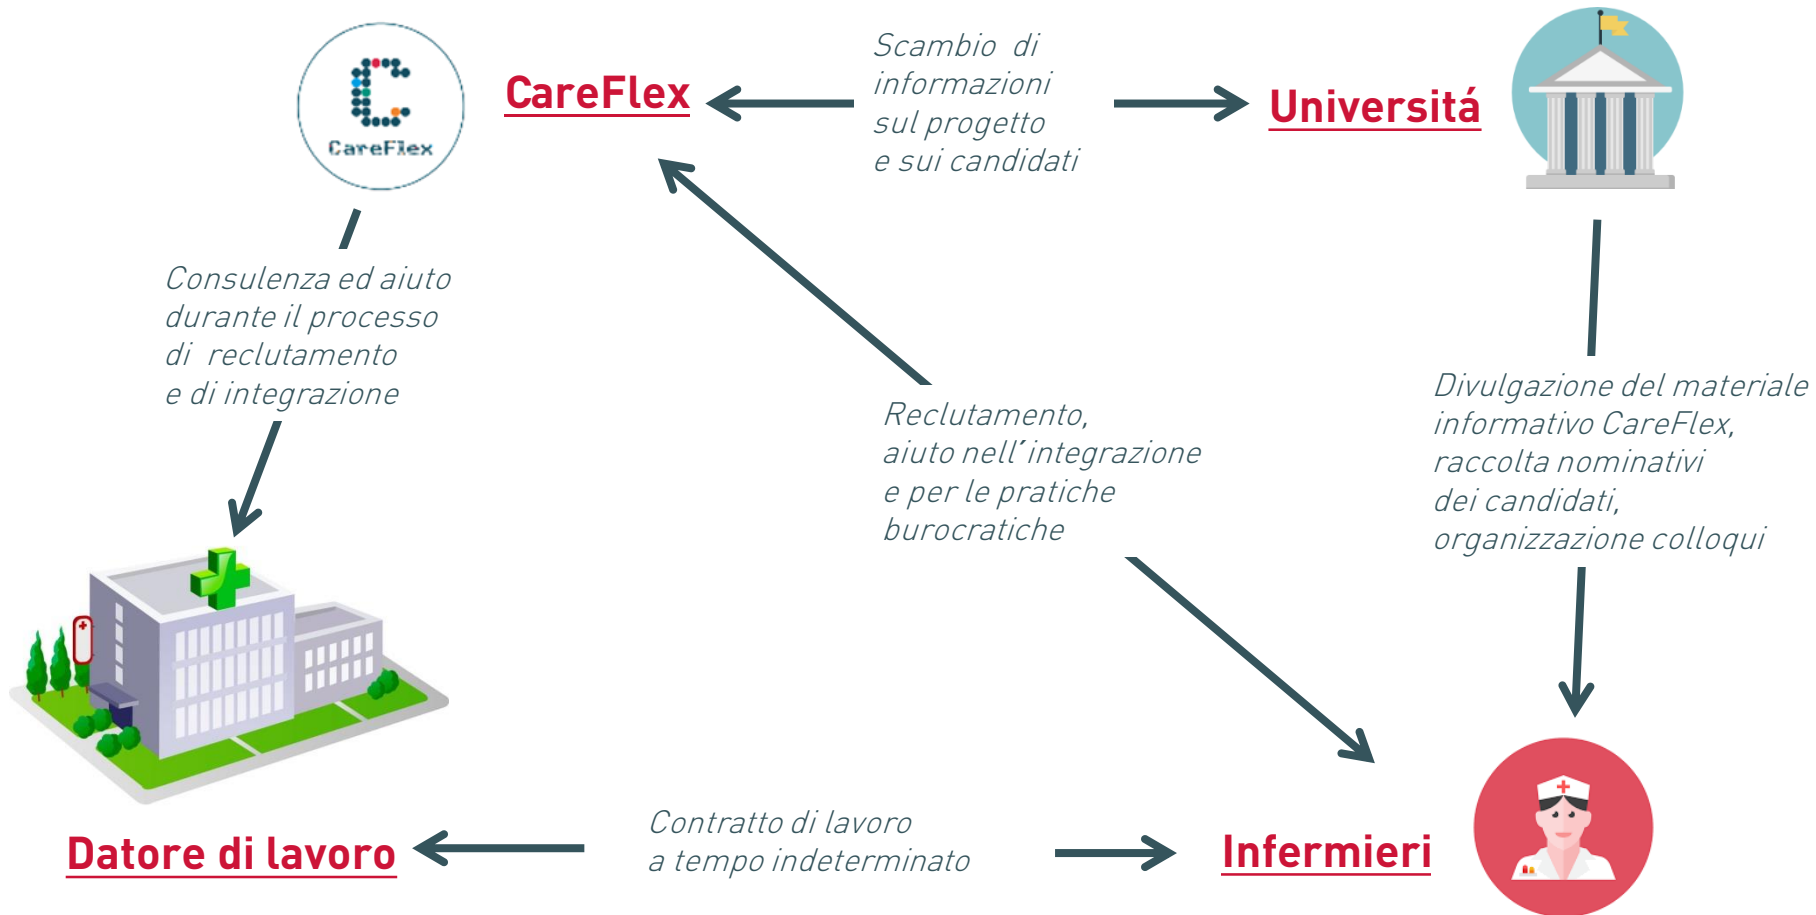 CareFlex
CareFlex
Scambio di
informazioni
sul progetto
e sui candidati
Universitá
Consulenza ed aiuto
durante il processo
di reclutamento
e di integrazione
Reclutamento,
aiuto nell´integrazione
e per le pratiche
burocratiche
Divulgazione del materiale
informativo CareFlex,
raccolta nominativi
dei candidati,
organizzazione colloqui
Datore di lavoro
Contratto di lavoro
a tempo indeterminato
Infermieri